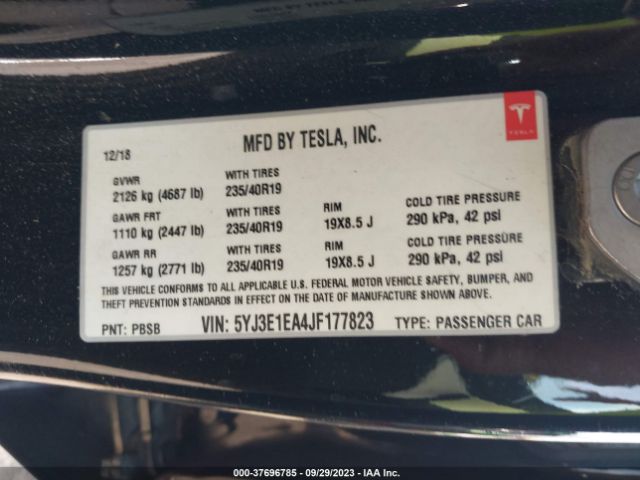 MFD BY TESLA, INC.
12/18
TESLA
GVWR WITH TIRES
2126 kg (4687 lb) 235/40R19
GAWR FRT WITH TIRES RIM COLD TIRE PRESSURE
1110 kg (2447 lb) 235/40R19 19X8.5 J 290 kPa, 42 psi
GAWR RR WITH TIRES RIM COLD TIRE PRESSURE
1257 kg (2771 lb) 235/40R19 19X8.5 J 290 kPa, 42 psi
THIS VEHICLE CONFORMS TO ALL APPLICABLE U.S. FEDERAL MOTOR VEHICLE SAFETY, BUMPER, AND
THEFT PREVENTION STANDARDS IN EFFECT ON THE DATE OF MANUFACTURE SHOWN ABOVE.
PNT: PBSB VIN: 5YJ3E1EA4JF177823 TYPE: PASSENGER CAR
000-37696785 - 09/29/2023 - IAA Inc.